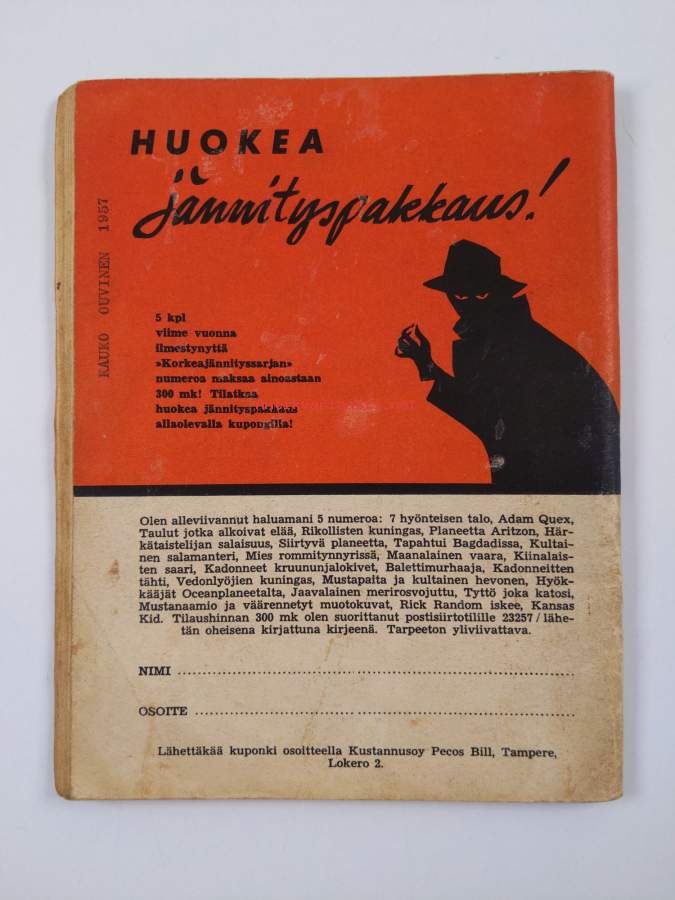 HUOKEA
jännityspakkaus!
KAUKO OUVINEN 1957
5 kpl
viime vuonna
ilmestynyttä
»Korkeajännityssarjan»
numeroa maksaa ainoastaan
300 mk! Tilatkaa
huokea jännityspakkaus
allaolevalla kupongilla!
Olen alleviivannut haluamani 5 numeroa: 7 hyönteisen talo, Adam Quex,
Taulut jotka alkoivat elää, Rikollisten kuningas, Planeetta Aritzon, Här-
kätaistelijan salaisuus, Siirtyvä planeetta, Tapahtui Bagdadissa, Kultai-
nen salamanteri, Mies rommitynnyrissä, Maanalainen vaara, Kiinalais-
ten saari, Kadonneet kruununjalokivet, Balettimurhaaja, Kadonneitten
tähti, Vedonlyöjien kuningas, Mustapaita ja kultainen hevonen, Hyök-
kääjät Oceanplaneetalta, Jaavalainen merirosvojuttu, Tyttö joka katosi,
Mustanaamio ja väärennetyt muotokuvat, Rick Random iskee, Kansas
Kid. Tilaushinnan 300 mk olen suorittanut postisiirtotilille 23257/lähe-
tän oheisena kirjattuna kirjeenä. Tarpeeton yliviivattava.
NIMI
OSOITE
Lähettäkää kuponki osoitteella Kustannusoy Pecos Bill, Tampere,
Lokero 2.